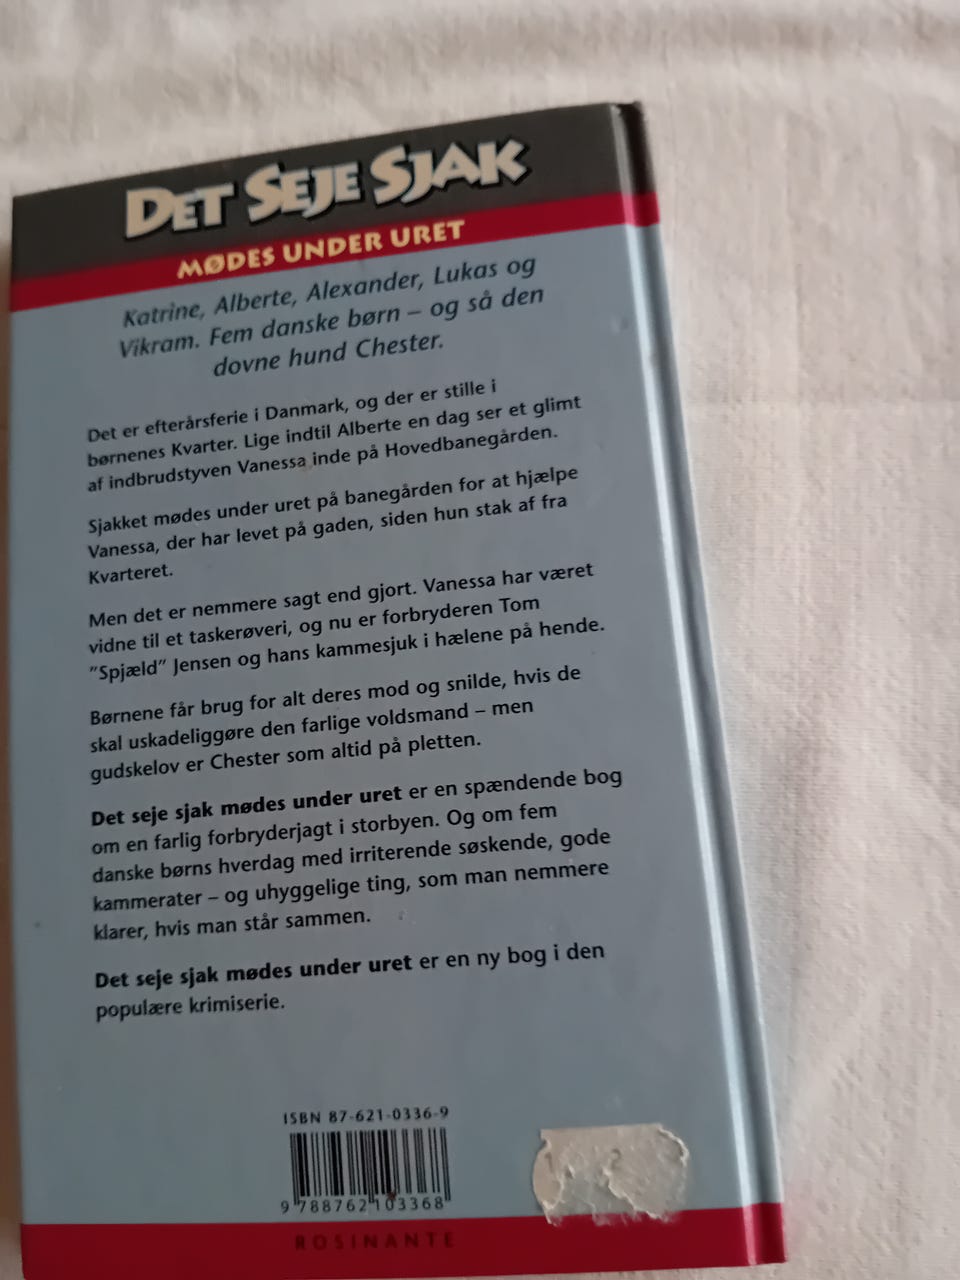 DET SEJE SJAK
MØDES UNDER URET
Katrine, Alberte, Alexander, Lukas og
Vikram. Fem danske børn – og så den
dovne hund Chester.
Det er efterårsferie i Danmark, og der er stille i
børnenes Kvarter. Lige indtil Alberte en dag ser et glimt
af indbrudstyven Vanessa inde på Hovedbanegården.
Sjakket mødes under uret på banegården for at hjælpe
Vanessa, der har levet på gaden, siden hun stak af fra
Kvarteret.
Men det er nemmere sagt end gjort. Vanessa har været
vidne til et taskerøveri, og nu er forbryderen Tom
”Spjæld” Jensen og hans kammesjuk i hælene på hende.
Børnene får brug for alt deres mod og snilde, hvis de
skal uskadeliggøre den farlige voldsmand – men
gudskelov er Chester som altid på pletten.
Det seje sjak mødes under uret er en spændende bog
om en farlig forbryderjagt i storbyen. Og om fem
danske børns hverdag med irriterende søskende, gode
kammerater – og uhyggelige ting, som man nemmere
klarer, hvis man står sammen.
Det seje sjak mødes under uret er en ny bog i den
populære krimiserie.
ISBN 87-621-0336-9
9 788762 103368
ROSINANTE